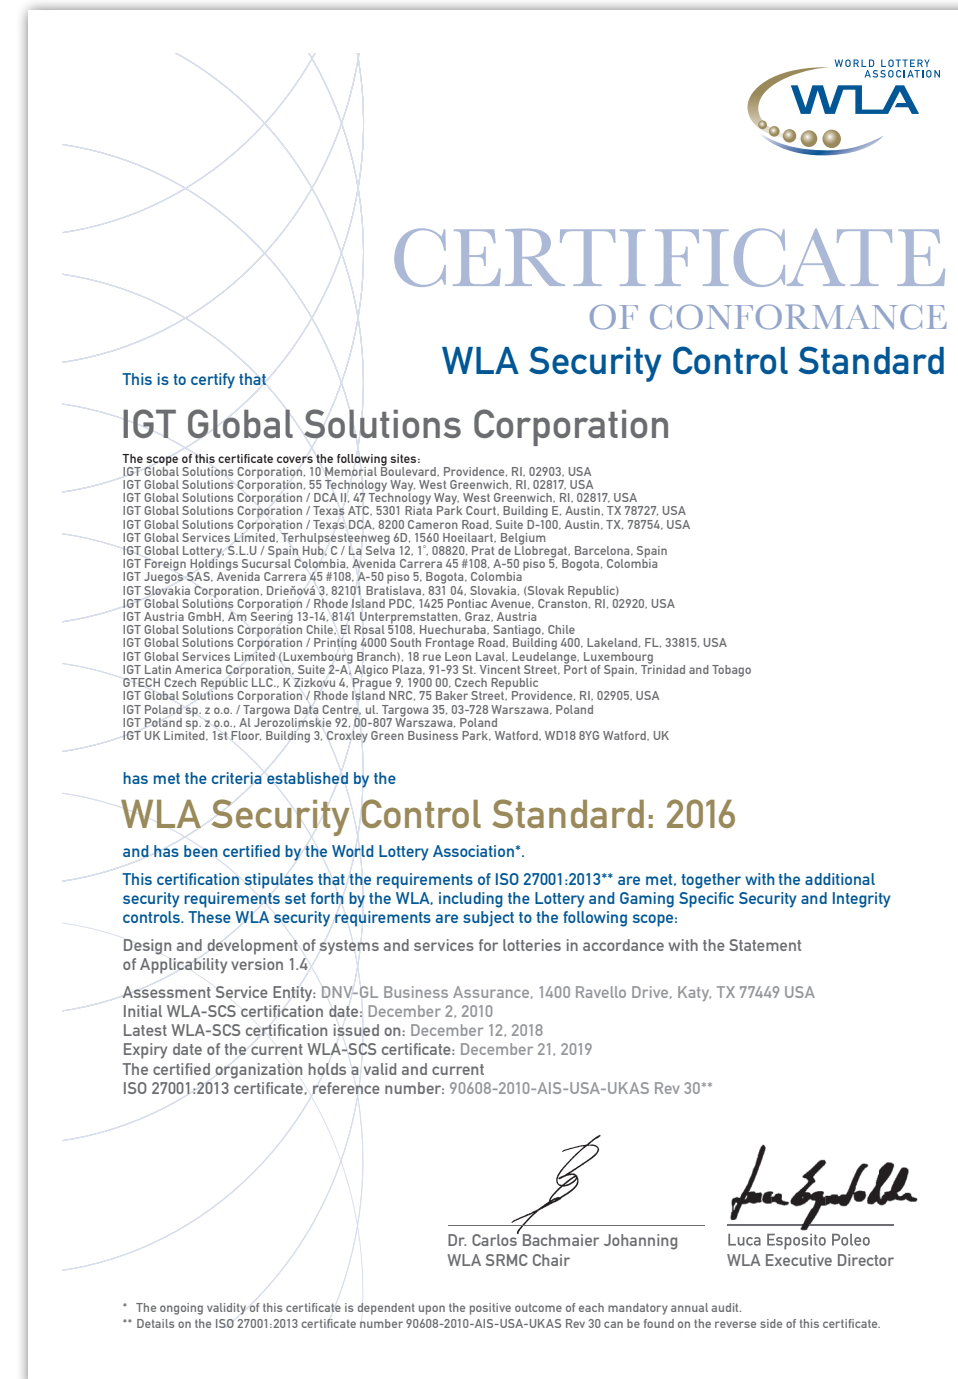 WORLD LOTTERY
ASSOCIATION
WLA
CERTIFICATE
OF CONFORMANCE
WLA Security Control Standard
This is to certify that
IGT Global Solutions Corporation
The scope of this certificate covers the following sites:
IGT Global Solutions Corporation, 10 Memorial Boulevard, Providence, RI, 02903, USA
IGT Global Solutions Corporation, 55 Technology Way, West Greenwich, RI, 02817, USA
IGT Global Solutions Corporation / DCA II, 47 Technology Way, West Greenwich, RI, 02817, USA
IGT Global Solutions Corporation / Texas ATC, 5301 Riata Park Court, Building E, Austin, TX 78727, USA
IGT Global Solutions Corporation / Texas DCA, 8200 Cameron Road, Suite D-100, Austin, TX, 78754, USA
IGT Global Services Limited, Terhulpsesteenweg 6D, 1560 Hoeilaart, Belgium
IGT Global Lottery, S.L.U / Spain Hub, C / La Selva 12, 1°, 08820, Prat de Llobregat, Barcelona, Spain
IGT Foreign Holdings Sucursal Colombia, Avenida Carrera 45 #108, A-50 piso 5, Bogota, Colombia
IGT Juegos SAS, Avenida Carrera 45 #108, A-50 piso 5, Bogota, Colombia
IGT Slovakia Corporation, Drieňová 3, 82101 Bratislava, 831 04, Slovakia, (Slovak Republic)
IGT Global Solutions Corporation / Rhode Island PDC, 1425 Pontiac Avenue, Cranston, RI, 02920, USA
IGT Austria GmbH, Am Seering 13-14, 8141 Unterpremstatten, Graz, Austria
IGT Global Solutions Corporation Chile, El Rosal 5108, Huechuraba, Santiago, Chile
IGT Global Solutions Corporation / Printing 4000 South Frontage Road, Building 400, Lakeland, FL, 33815, USA
IGT Global Services Limited (Luxembourg Branch), 18 rue Leon Laval, Leudelange, Luxembourg
IGT Latin America Corporation, Suite 2-A, Algico Plaza, 91-93 St. Vincent Street, Port of Spain, Trinidad and Tobago
GTECH Czech Republic LLC., K Zizkovu 4, Prague 9, 1900 00, Czech Republic
IGT Global Solutions Corporation / Rhode Island NRC, 75 Baker Street, Providence, RI, 02905, USA
IGT Poland sp. z o.o. / Targowa Data Centre, ul. Targowa 35, 03-728 Warszawa, Poland
IGT Poland sp. z o.o., Al Jerozolimskie 92, 00-807 Warszawa, Poland
IGT UK Limited, 1st Floor, Building 3, Croxley Green Business Park, Watford, WD18 8YG Watford, UK
has met the criteria established by the
WLA Security Control Standard: 2016
and has been certified by the World Lottery Association*.
This certification stipulates that the requirements of ISO 27001:2013** are met, together with the additional
security requirements set forth by the WLA, including the Lottery and Gaming Specific Security and Integrity
controls. These WLA security requirements are subject to the following scope:
Design and development of systems and services for lotteries in accordance with the Statement
of Applicability version 1.4
Assessment Service Entity: DNV-GL Business Assurance, 1400 Ravello Drive, Katy, TX 77449 USA
Initial WLA-SCS certification date: December 2, 2010
Latest WLA-SCS certification issued on: December 12, 2018
Expiry date of the current WLA-SCS certificate: December 21, 2019
The certified organization holds a valid and current
ISO 27001:2013 certificate, reference number: 90608-2010-AIS-USA-UKAS Rev 30**
Dr. Carlos Bachmaier Johanning
WLA SRMC Chair
Luca Esposito Poleo
WLA Executive Director
* The ongoing validity of this certificate is dependent upon the positive outcome of each mandatory annual audit.
** Details on the ISO 27001:2013 certificate number 90608-2010-AIS-USA-UKAS Rev 30 can be found on the reverse side of this certificate.